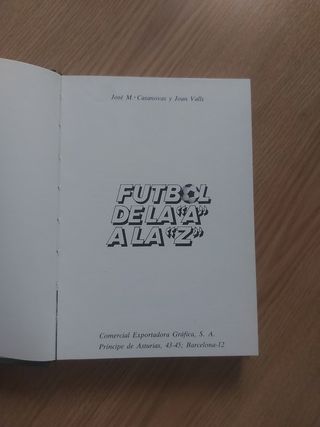 José M.ª Casanovas y Joan Valls
FUTBOL
DE LA "A"
A LA "Z"
Comercial Exportadora Gráfica, S. A.
Príncipe de Asturias, 43-45; Barcelona-12